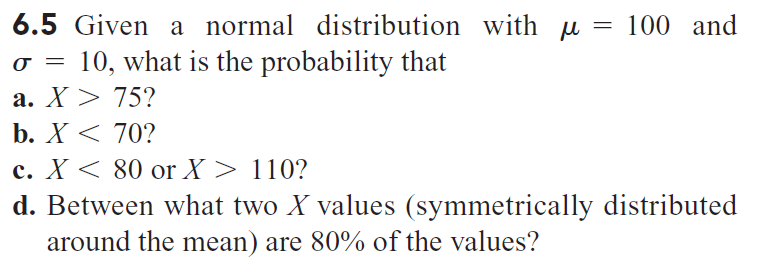 6.5 Given a normal distribution with μ = 100 and
σ = 10, what is the probability that
a. X > 75?
b. X < 70?
c. X < 80 or X > 110?
d. Between what two X values (symmetrically distributed
around the mean) are 80% of the values?